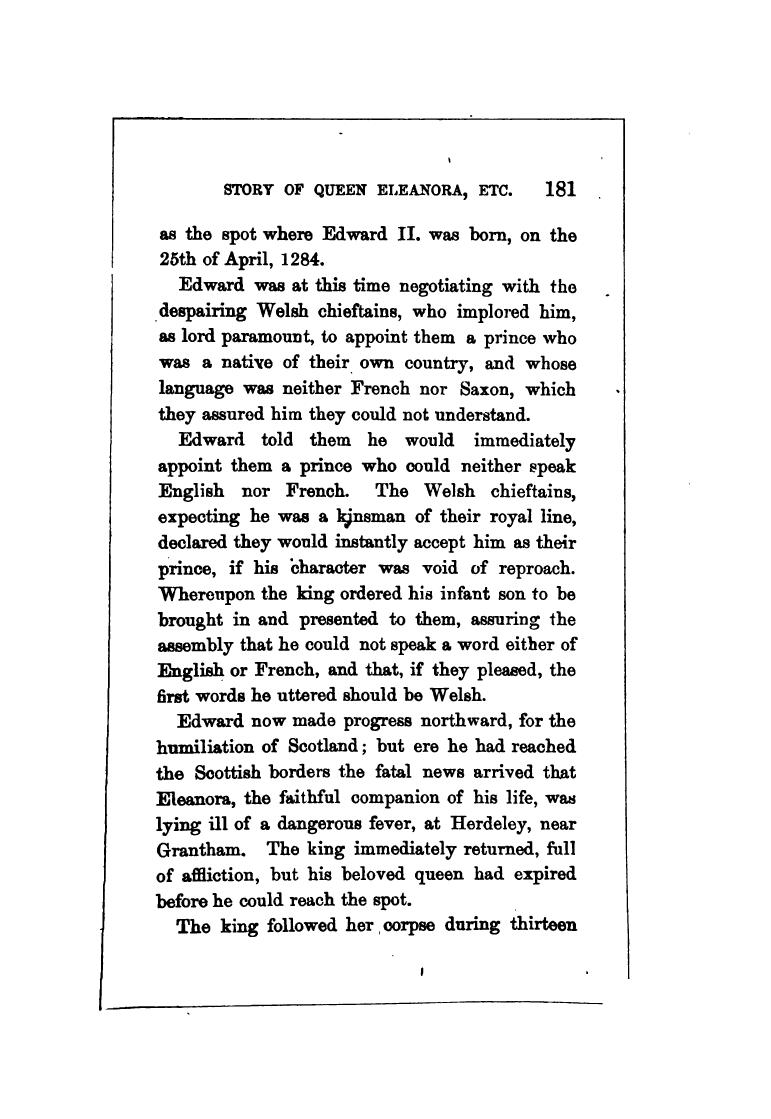 STORY OF QUEEN ELEANORA, ETC. 181
as the spot where Edward II. was born, on the
25th of April, 1284.
Edward was at this time negotiating with the
despairing Welsh chieftains, who implored him,
as lord paramount, to appoint them a prince who
was a native of their own country, and whose
language was neither French nor Saxon, which
they assured him they could not understand.
Edward told them he would immediately
appoint them a prince who could neither speak
English nor French. The Welsh chieftains,
expecting he was a kinsman of their royal line,
declared they would instantly accept him as their
prince, if his character was void of reproach.
Whereupon the king ordered his infant son to be
brought in and presented to them, assuring the
assembly that he could not speak a word either of
English or French, and that, if they pleased, the
first words he uttered should be Welsh.
Edward now made progress northward, for the
humiliation of Scotland; but ere he had reached
the Scottish borders the fatal news arrived that
Eleanora, the faithful companion of his life, was
lying ill of a dangerous fever, at Herdeley, near
Grantham. The king immediately returned, full
of affliction, but his beloved queen had expired
before he could reach the spot.
The king followed her corpse during thirteen